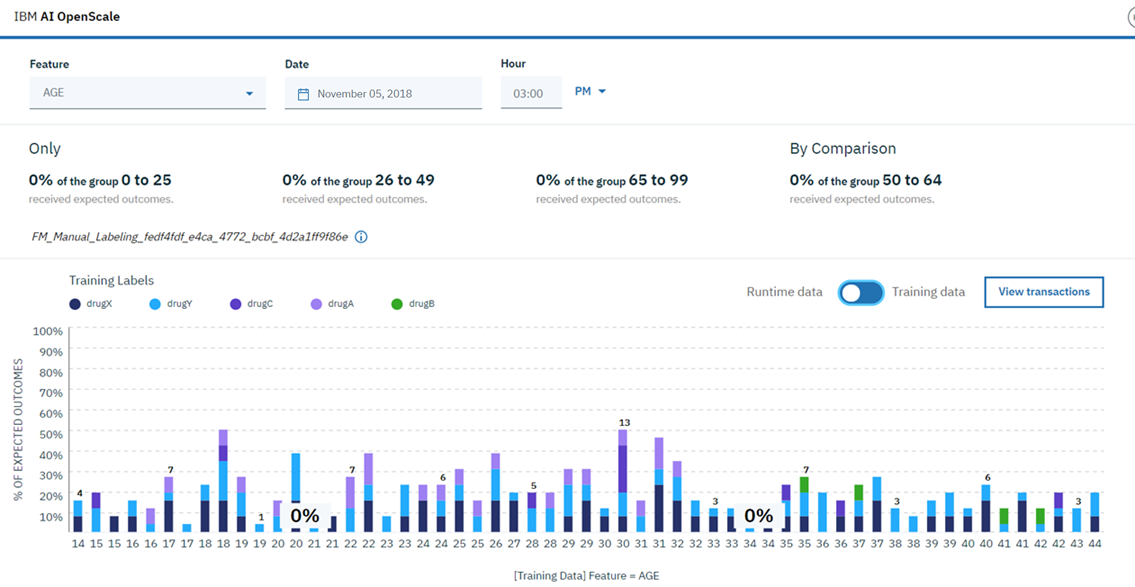 IBM AI OpenScale
Feature Date Hour
AGE November 05, 2018 03:00 PM
Only By Comparison
0% of the group 0 to 25 0% of the group 26 to 49 0% of the group 65 to 99 0% of the group 50 to 64
received expected outcomes. received expected outcomes. received expected outcomes. received expected outcomes.
FM_Manual_Labeling_fedf4fdf_e4ca_4772_bcbf_4d2a1ff9f86e
Training Labels
drugX drugY drugC drugA drugB
Runtime data Training data View transactions
% OF EXPECTED OUTCOMES
100%
90%
80%
70%
60%
50%
40%
30%
20%
10%
4 7 1 7 6 5 13 3 7 3 6 3
0% 0%
14 15 15 16 16 17 17 18 18 19 19 20 20 21 21 22 22 23 23 24 24 25 25 26 27 28 28 29 29 30 30 31 31 32 32 33 33 34 34 35 35 36 36 37 37 38 38 39 39 40 40 41 41 42 42 43 44
[Training Data] Feature = AGE